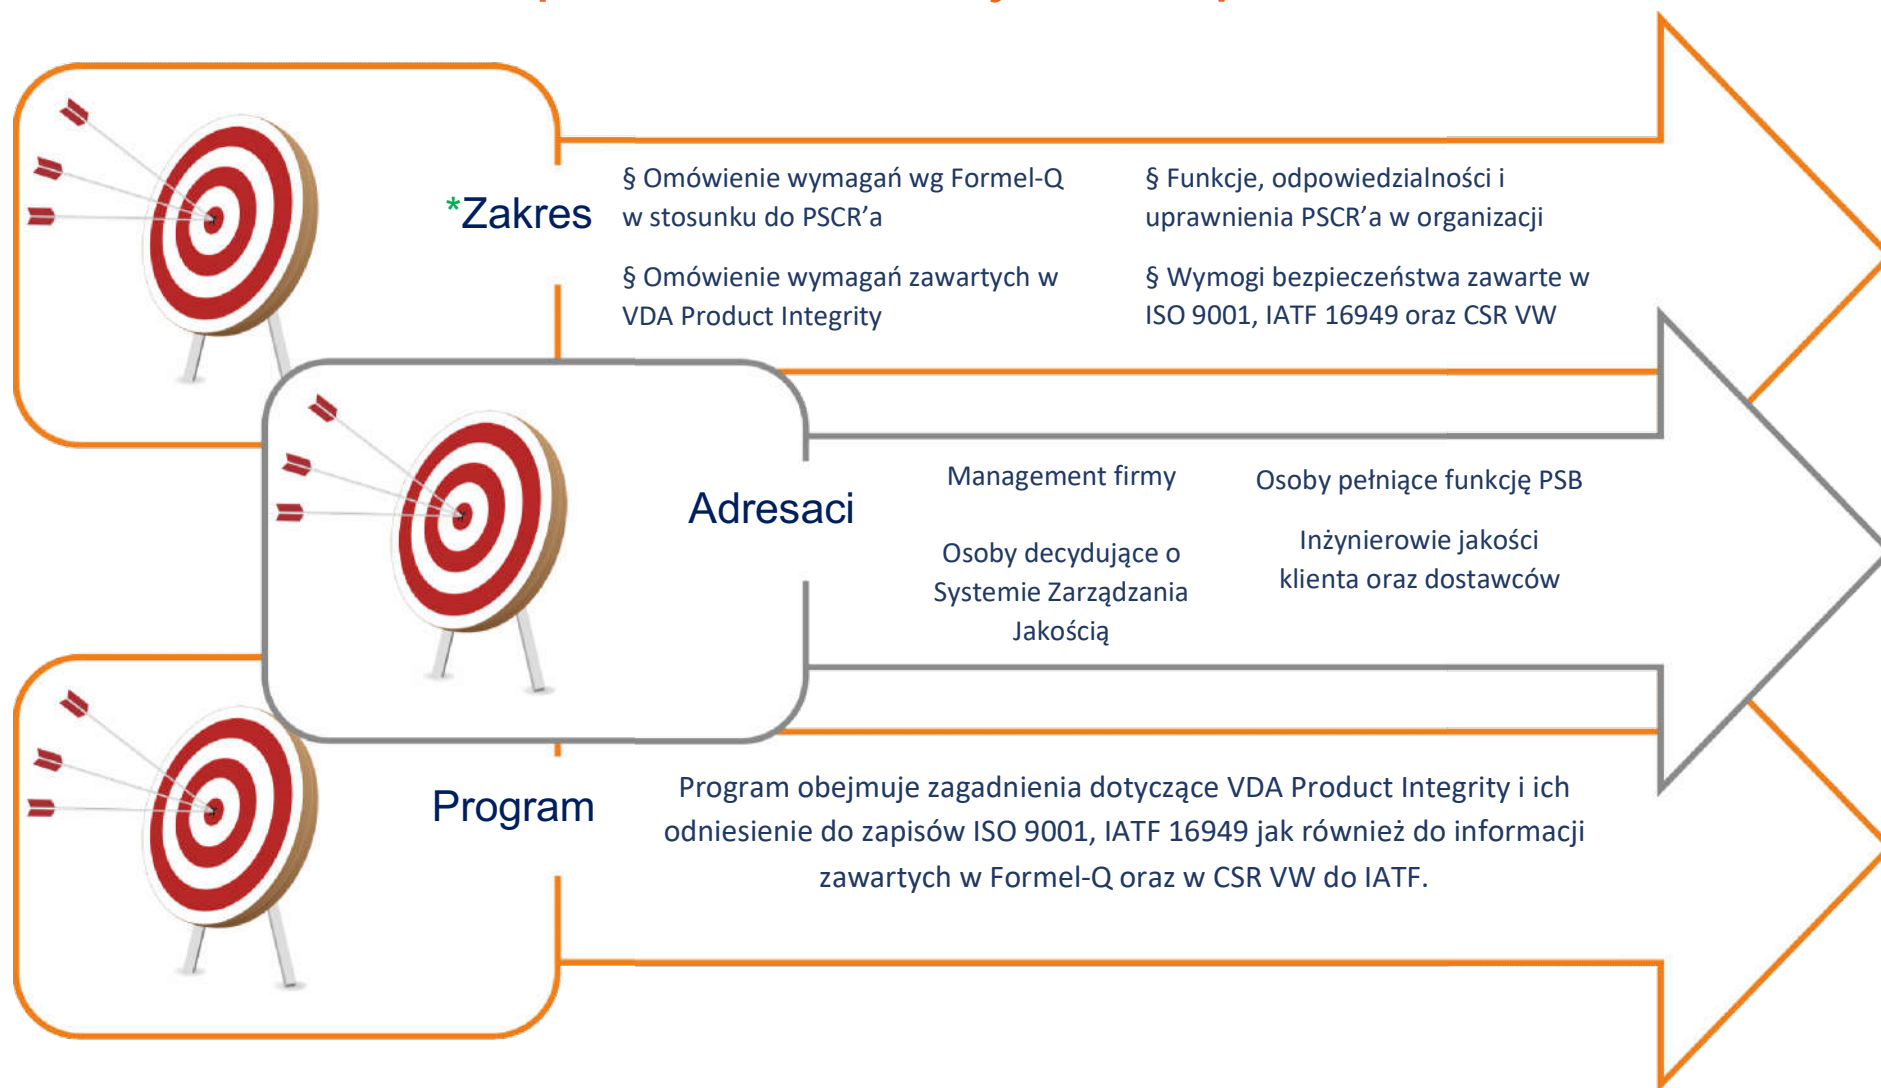 *Zakres
§ Omówienie wymagań wg Formel-Q
w stosunku do PSCR’a
§ Omówienie wymagań zawartych w
VDA Product Integrity
§ Funkcje, odpowiedzialności i
uprawnienia PSCR’a w organizacji
§ Wymogi bezpieczeństwa zawarte w
ISO 9001, IATF 16949 oraz CSR VW
Adresaci
Management firmy
Osoby decydujące o
Systemie Zarządzania
Jakością
Osoby pełniące funkcję PSB
Inżynierowie jakości
klienta oraz dostawców
Program
Program obejmuje zagadnienia dotyczące VDA Product Integrity i ich
odniesienie do zapisów ISO 9001, IATF 16949 jak również do informacji
zawartych w Formel-Q oraz w CSR VW do IATF.